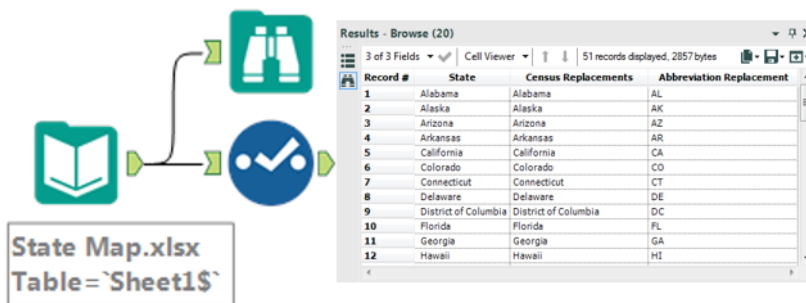 Results - Browse (20)
3 of 3 Fields Cell Viewer 51 records displayed, 2857 bytes
Record # State Census Replacements Abbreviation Replacement
1 Alabama Alabama AL
2 Alaska Alaska AK
3 Arizona Arizona AZ
4 Arkansas Arkansas AR
5 California California CA
6 Colorado Colorado CO
7 Connecticut Connecticut CT
8 Delaware Delaware DE
9 District of Columbia District of Columbia DC
10 Florida Florida FL
11 Georgia Georgia GA
12 Hawaii Hawaii HI
State Map.xlsx
Table=`Sheet1$`